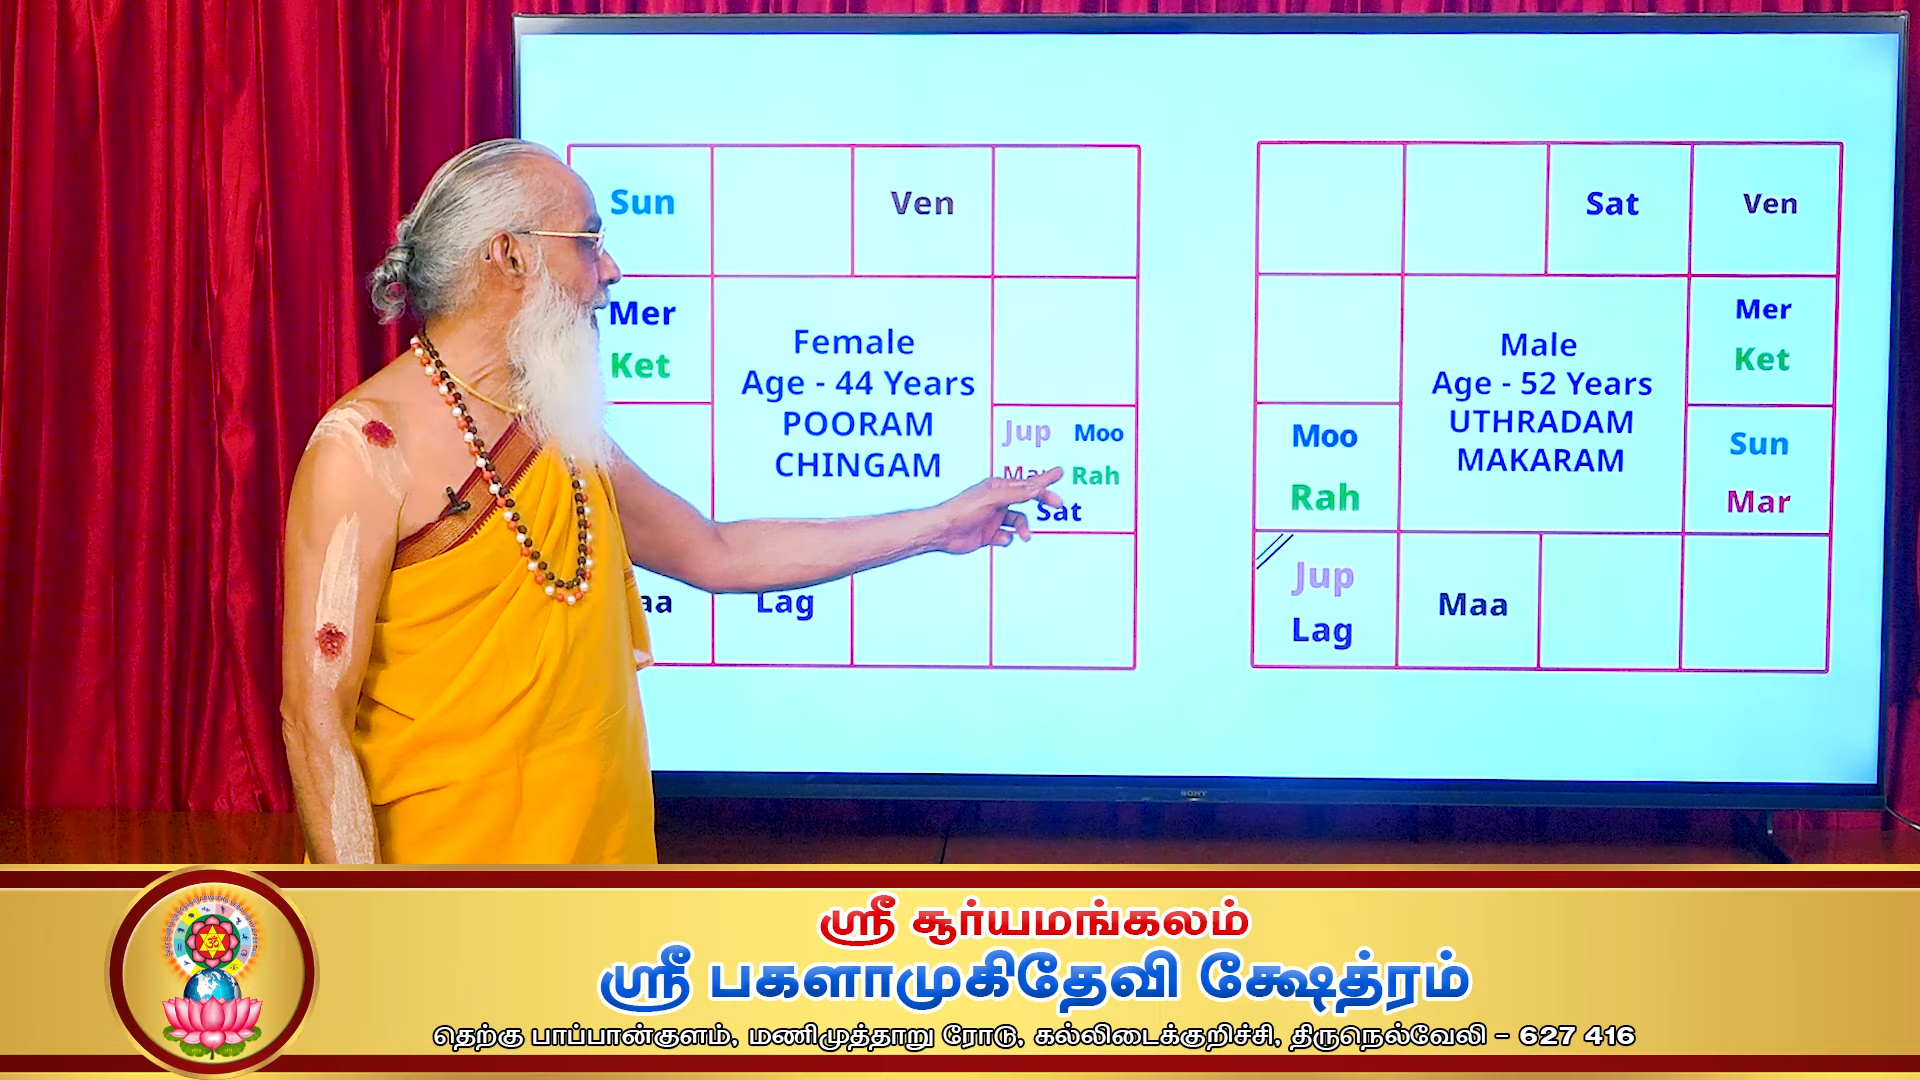 Sun
Ven
Mer
Ket
Female
Age - 44 Years
POORAM
CHINGAM
Jup Moo
Rah
Sat
Lag
Sat
Ven
Mer
Ket
Male
Age - 52 Years
UTHRADAM
MAKARAM
Moo
Rah
Sun
Mar
Jup
Lag
Maa
SONY
ஸ்ரீ சூர்யமங்கலம்
ஸ்ரீ பகளாமுகிதேவி க்ஷேத்ரம்
தெற்கு பாப்பான்குளம், மணிமுத்தாறு ரோடு, கல்லிடைக்குறிச்சி, திருநெல்வேலி – 627 416